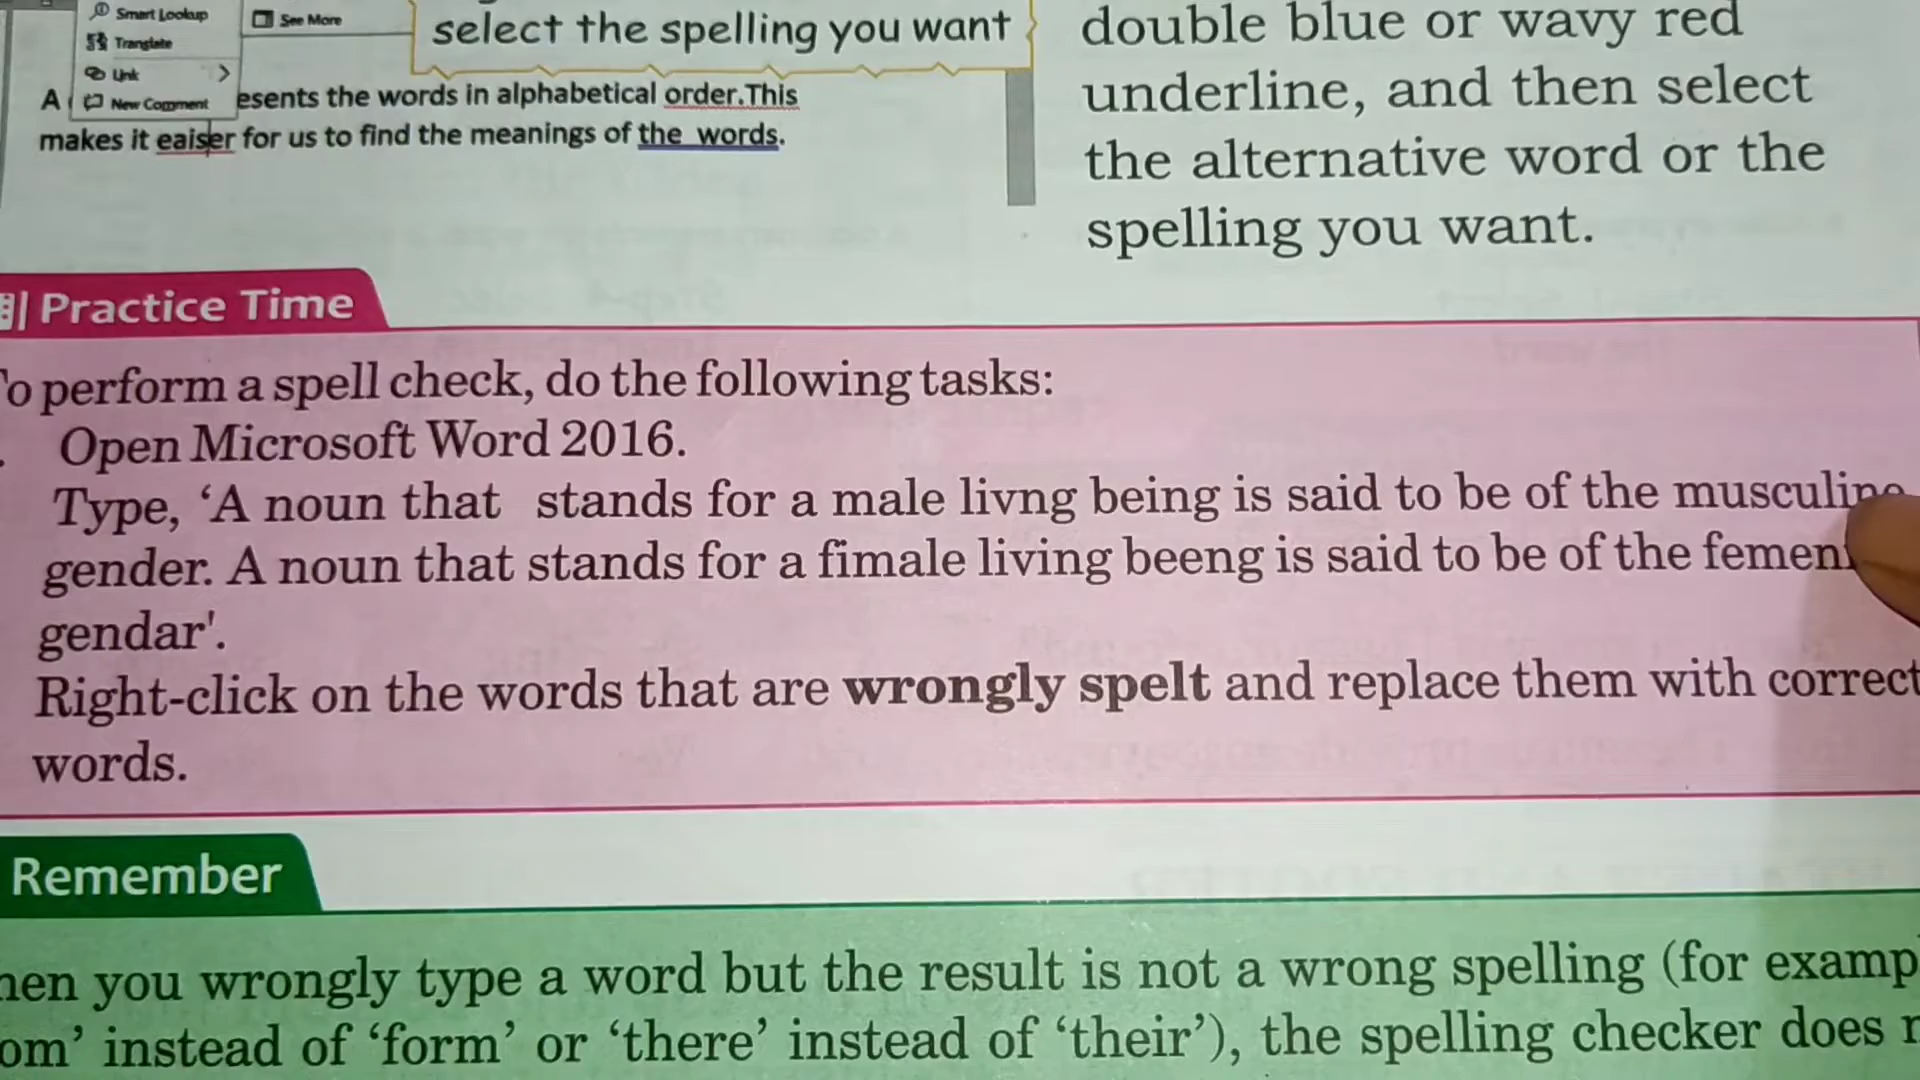 Smart Lookup
See More
Translate
Link
New Comment
select the spelling you want
A esents the words in alphabetical order.This
makes it eaiser for us to find the meanings of the words.
double blue or wavy red
underline, and then select
the alternative word or the
spelling you want.
Practice Time
To perform a spell check, do the following tasks:
Open Microsoft Word 2016.
Type, ‘A noun that stands for a male livng being is said to be of the musculine
gender. A noun that stands for a fimale living beeng is said to be of the femen
gendar'.
Right-click on the words that are wrongly spelt and replace them with correct
words.
Remember
hen you wrongly type a word but the result is not a wrong spelling (for examp
om’ instead of ‘form’ or ‘there’ instead of ‘their’), the spelling checker does